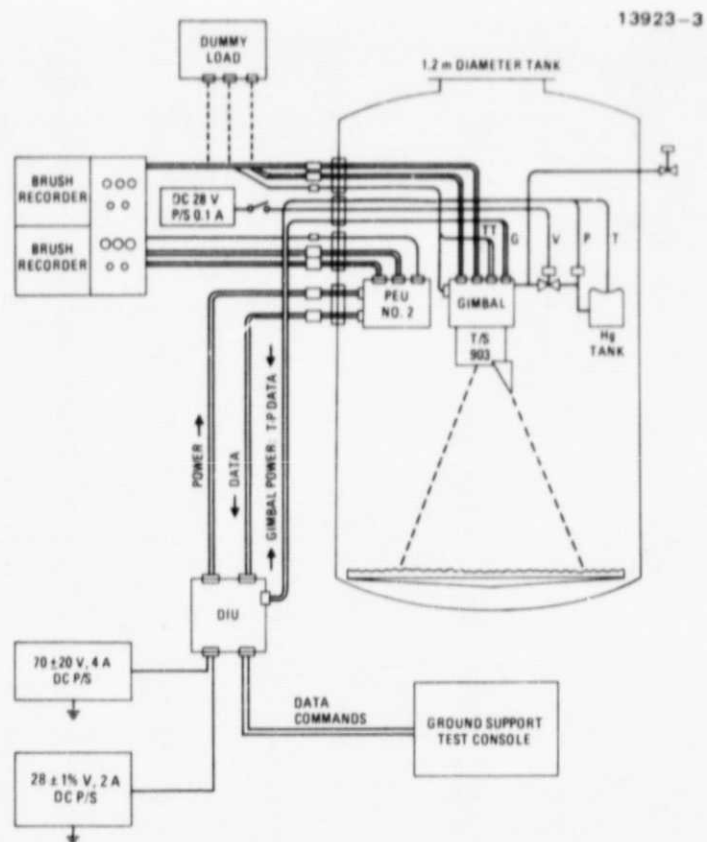 13923-3
DUMMY
LOAD
1.2 m DIAMETER TANK
BRUSH
RECORDER
DC 28 V
P/S 0.1 A
BRUSH
RECORDER
TT
G
V
P
T
PEU
NO. 2
GIMBAL
T/S
903
Hg
TANK
POWER
DATA
GIMBAL POWER
T-P DATA
DIU
70 ±20 V, 4 A
DC P/S
DATA
COMMANDS
GROUND SUPPORT
TEST CONSOLE
28 ± 1% V, 2 A
DC P/S